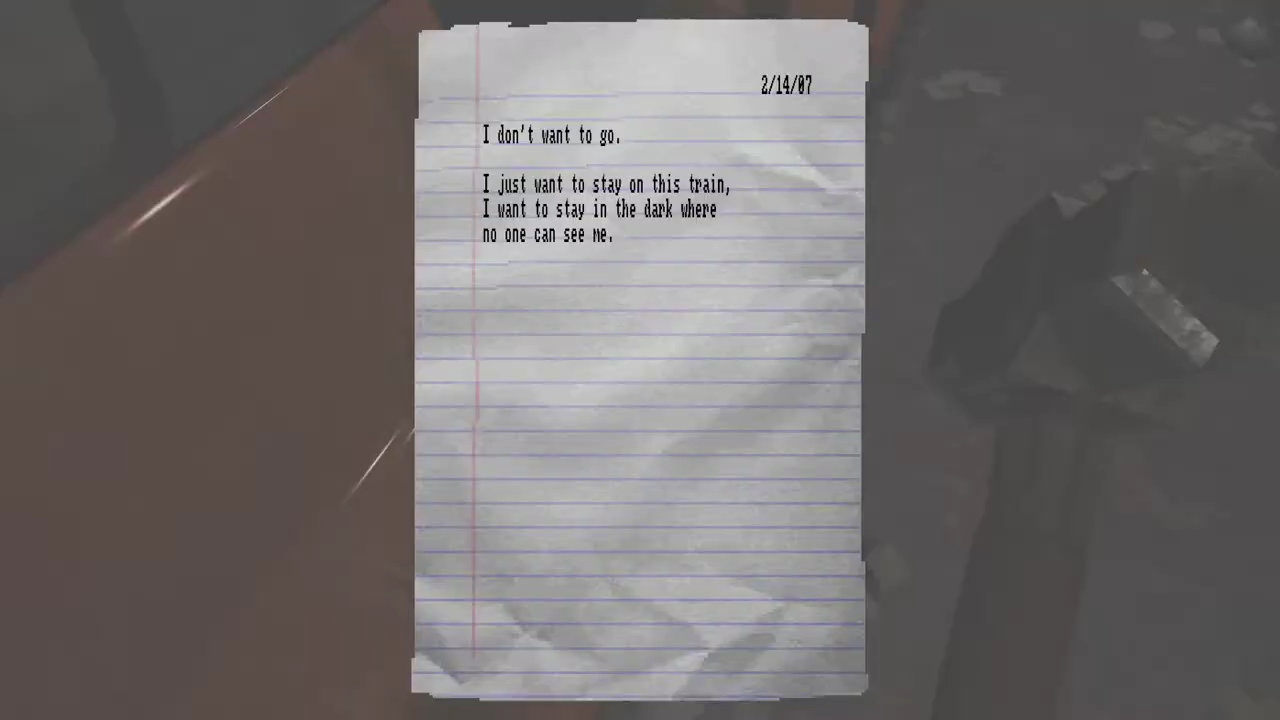 2/14/07
I don't want to go.
I just want to stay on this train,
I want to stay in the dark where
no one can see me.